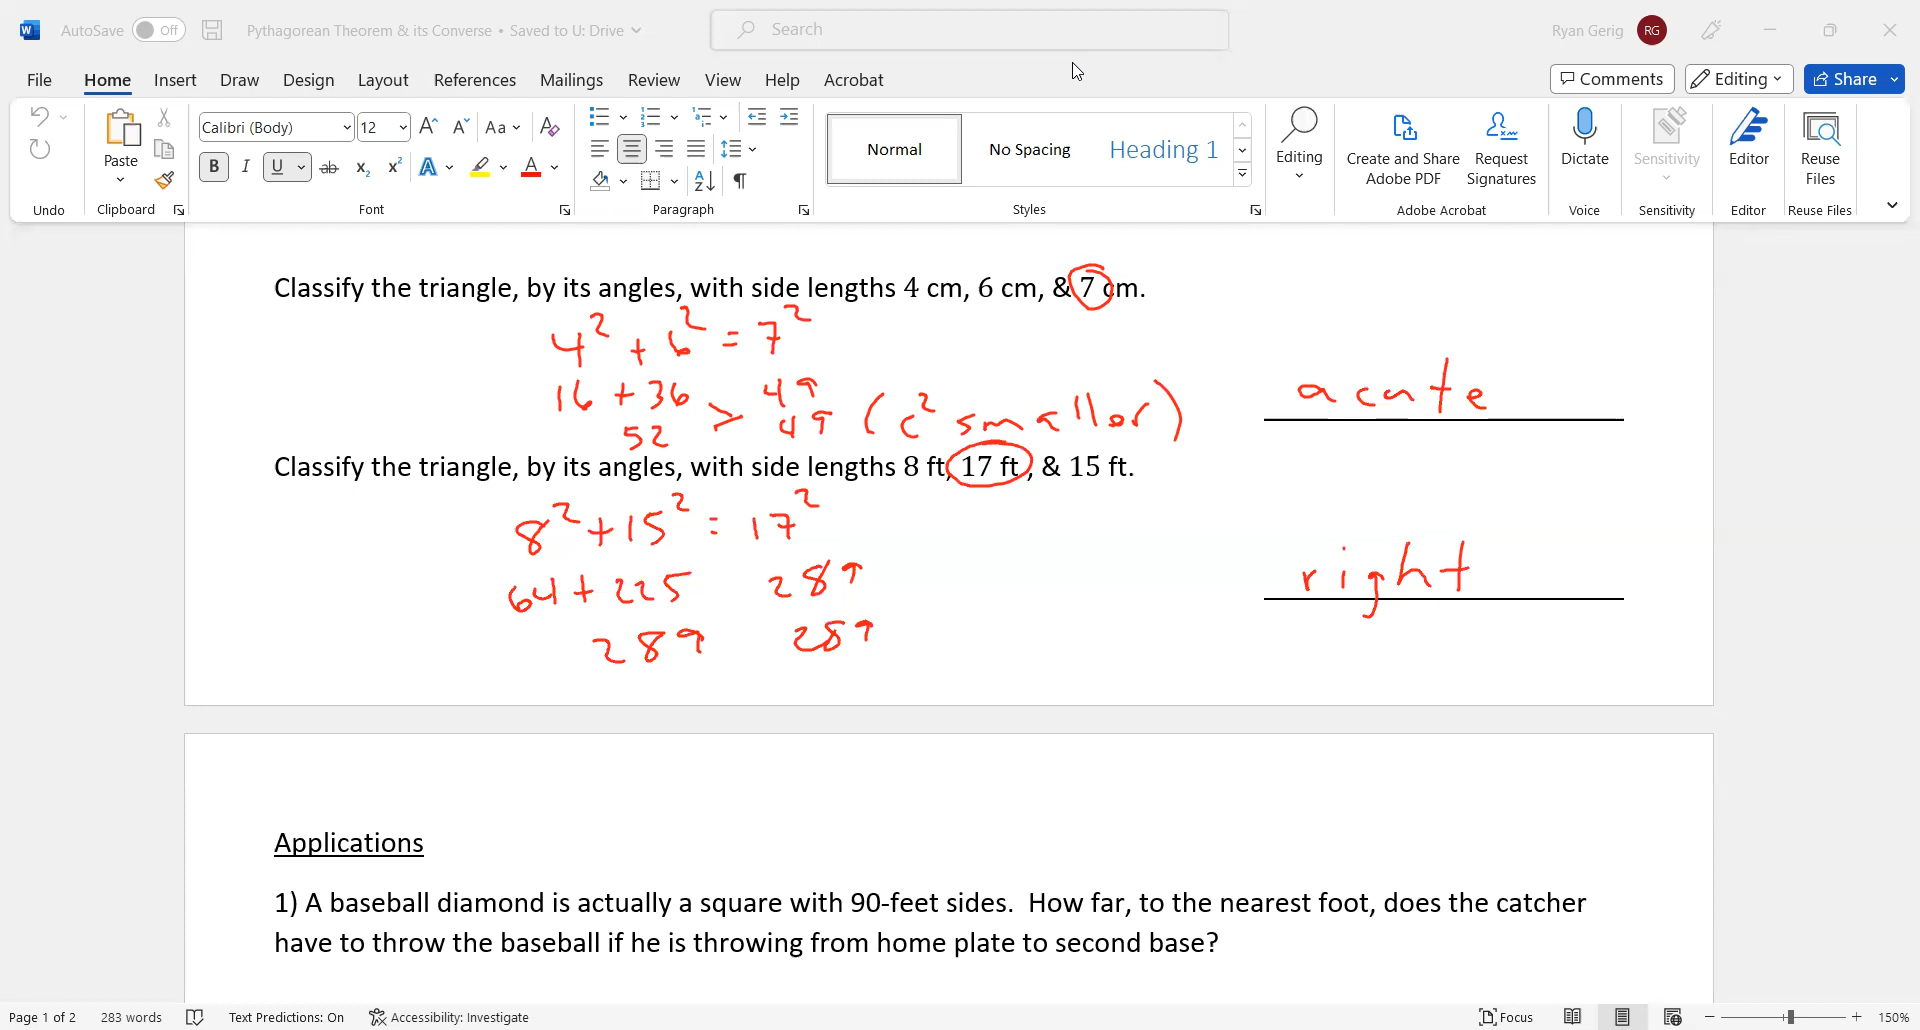 AutoSave Off Pythagorean Theorem & its Converse • Saved to U: Drive Search Ryan Gerig RG
File Home Insert Draw Design Layout References Mailings Review View Help Acrobat Comments Editing Share
Calibri (Body) 12 A A Aa A
B I U ab x₂ x² A A
Paste
Normal No Spacing Heading 1
Editing
Create and Share Adobe PDF
Request Signatures
Dictate
Sensitivity
Editor
Reuse Files
Undo Clipboard Font Paragraph Styles Adobe Acrobat Voice Sensitivity Editor Reuse Files
Classify the triangle, by its angles, with side lengths 4 cm, 6 cm, & 7 cm.
4² + 6² = 7²
16 + 36 49
52 > 49 (c² smaller)
acute
Classify the triangle, by its angles, with side lengths 8 ft, 17 ft , & 15 ft.
8² + 15² = 17²
64 + 225 289
289 289
right
Applications
1) A baseball diamond is actually a square with 90-feet sides. How far, to the nearest foot, does the catcher
have to throw the baseball if he is throwing from home plate to second base?
Page 1 of 2 283 words Text Predictions: On Accessibility: Investigate Focus 150%